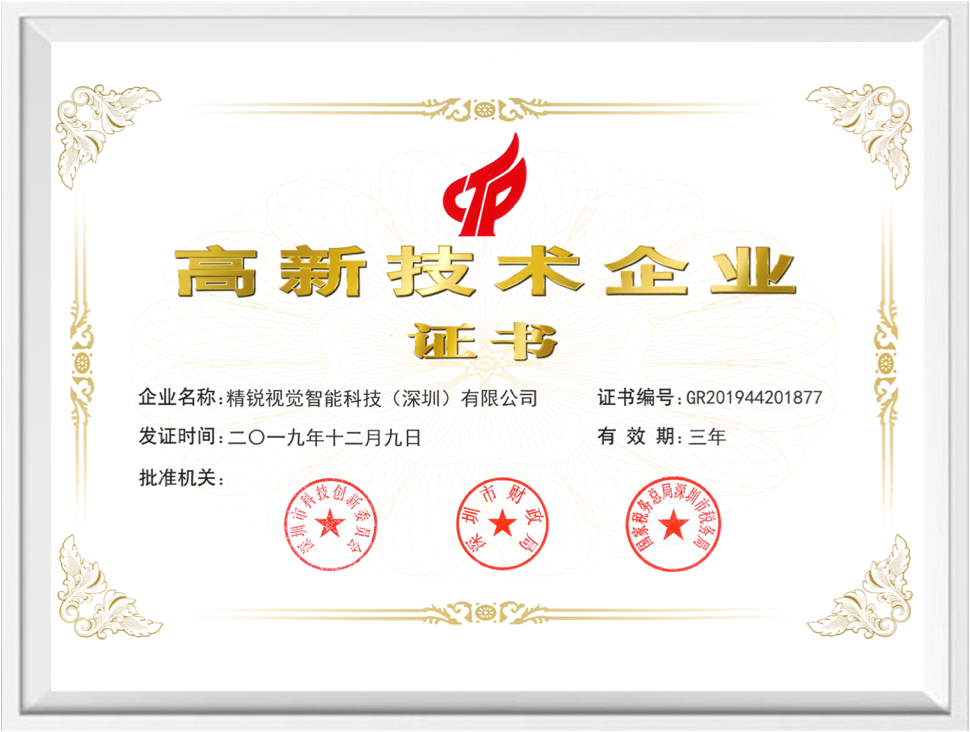 高新技术企业
证书
企业名称:精锐视觉智能科技（深圳）有限公司
证书编号:GR201944201877
发证时间:二〇一九年十二月九日
有 效 期:三年
批准机关:
深圳市科技创新委员会
深圳市财政局
国家税务总局深圳市税务局